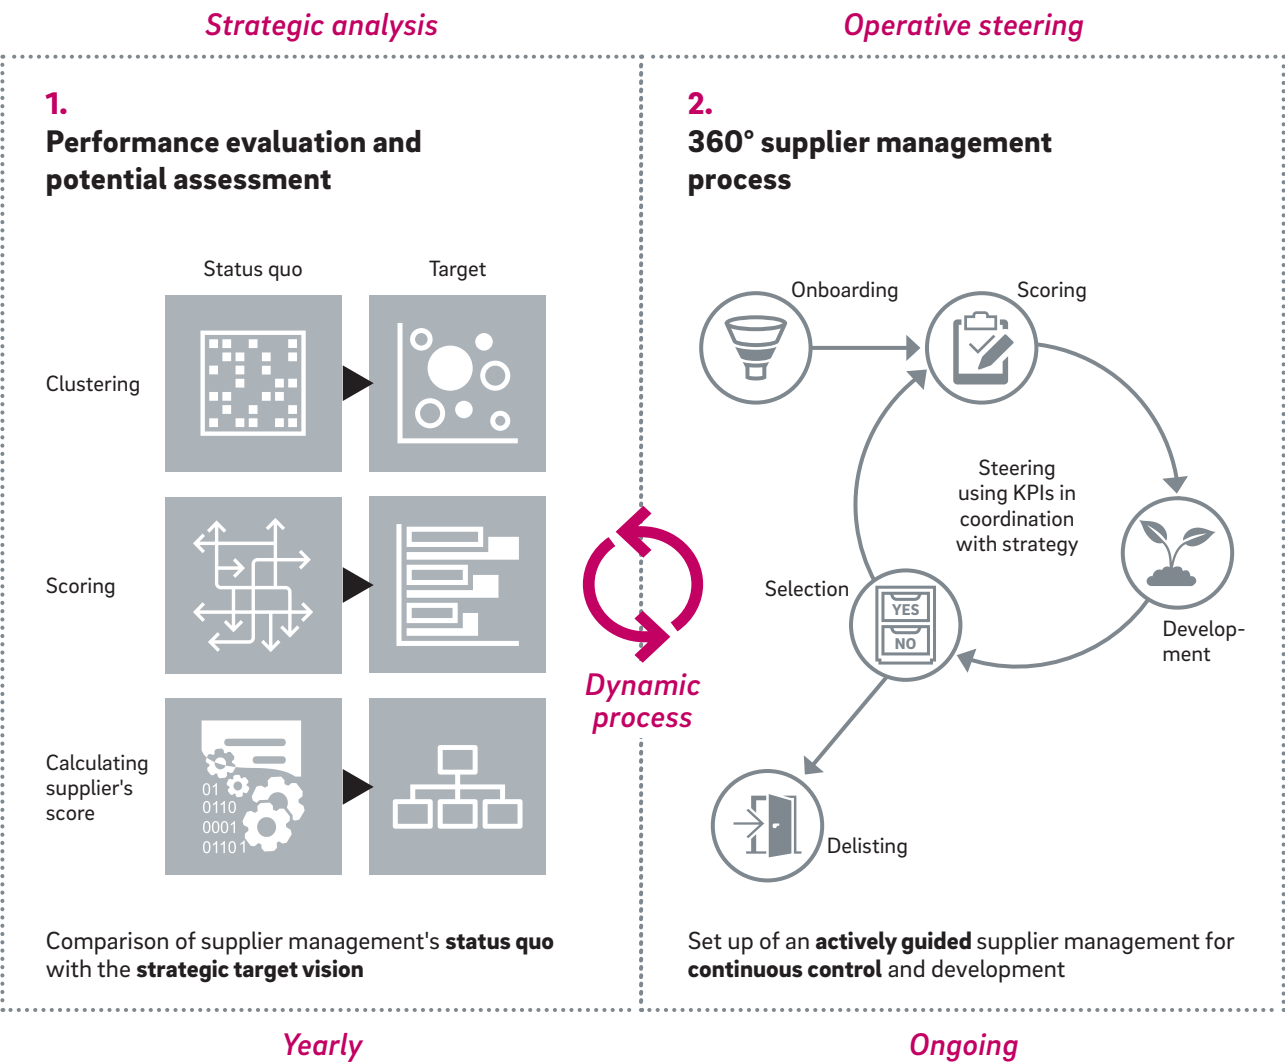 Strategic analysis
Operative steering
1.
Performance evaluation and
potential assessment
Status quo
Target
Clustering
Scoring
Calculating
supplier's
score
01
0110
0001
01101
Comparison of supplier management's status quo
with the strategic target vision
Dynamic
process
2.
360° supplier management
process
Onboarding
Scoring
Steering
using KPIs in
coordination
with strategy
Selection
YES
NO
Develop-
ment
Delisting
Set up of an actively guided supplier management for
continuous control and development
Yearly
Ongoing